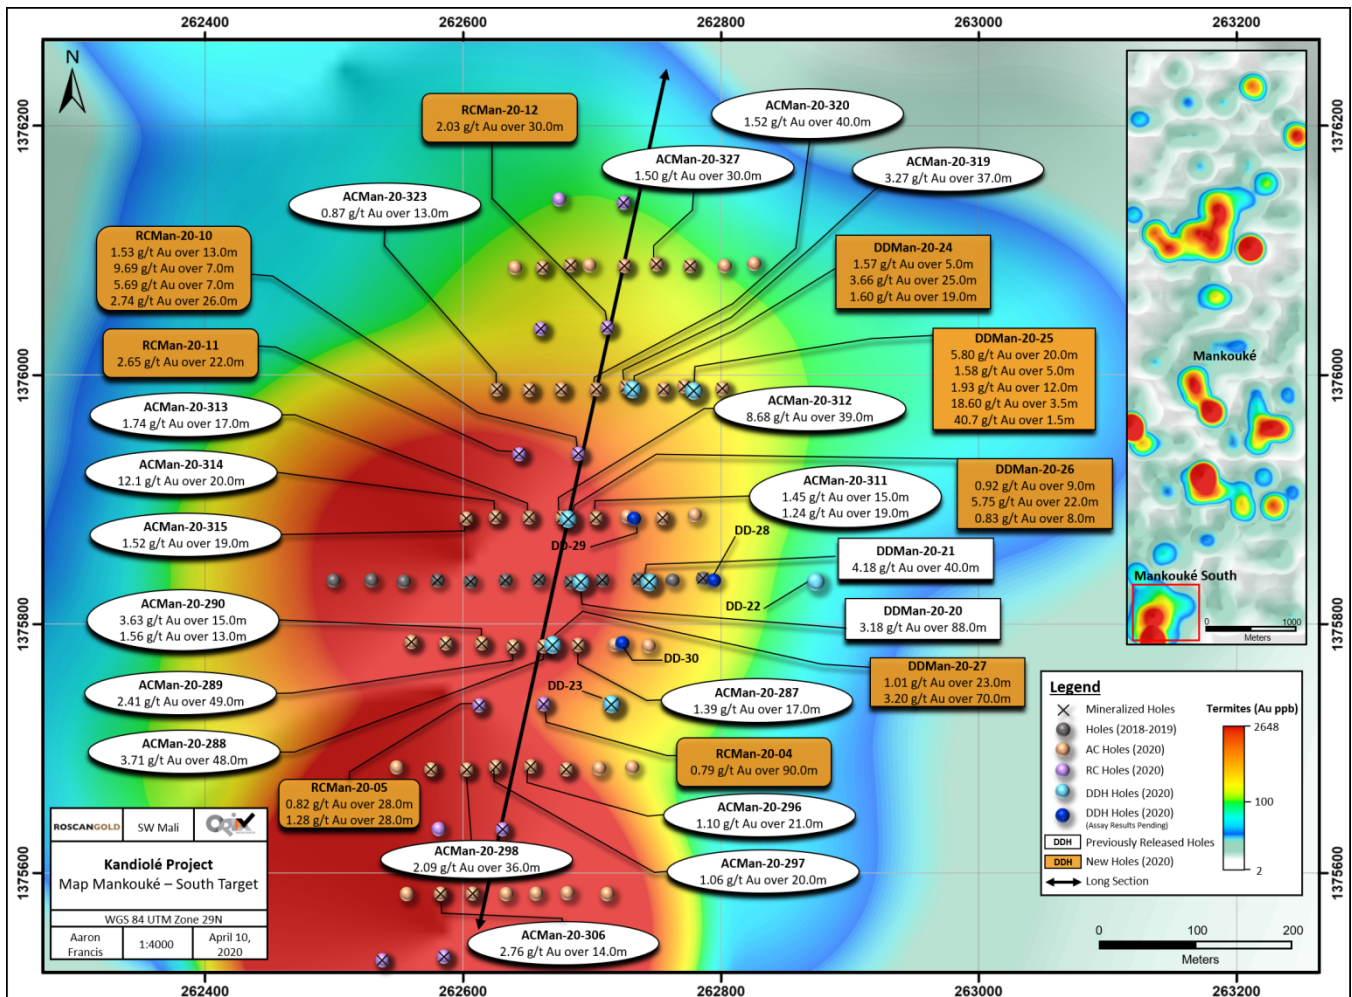 262400
262600
262800
263000
263200
N
1376200
1376000
1375800
1375600
1376200
1376000
1375800
1375600
RCMan-20-12
2.03 g/t Au over 30.0m
ACMan-20-320
1.52 g/t Au over 40.0m
ACMan-20-327
1.50 g/t Au over 30.0m
ACMan-20-319
3.27 g/t Au over 37.0m
ACMan-20-323
0.87 g/t Au over 13.0m
RCMan-20-10
1.53 g/t Au over 13.0m
9.69 g/t Au over 7.0m
5.69 g/t Au over 7.0m
2.74 g/t Au over 26.0m
DDMan-20-24
1.57 g/t Au over 5.0m
3.66 g/t Au over 25.0m
1.60 g/t Au over 19.0m
RCMan-20-11
2.65 g/t Au over 22.0m
DDMan-20-25
5.80 g/t Au over 20.0m
1.58 g/t Au over 5.0m
1.93 g/t Au over 12.0m
18.60 g/t Au over 3.5m
40.7 g/t Au over 1.5m
ACMan-20-313
1.74 g/t Au over 17.0m
ACMan-20-312
8.68 g/t Au over 39.0m
ACMan-20-314
12.1 g/t Au over 20.0m
DDMan-20-26
0.92 g/t Au over 9.0m
5.75 g/t Au over 22.0m
0.83 g/t Au over 8.0m
ACMan-20-311
1.45 g/t Au over 15.0m
1.24 g/t Au over 19.0m
ACMan-20-315
1.52 g/t Au over 19.0m
DD-29
DD-28
DDMan-20-21
4.18 g/t Au over 40.0m
DD-22
ACMan-20-290
3.63 g/t Au over 15.0m
1.56 g/t Au over 13.0m
DDMan-20-20
3.18 g/t Au over 88.0m
DD-30
DDMan-20-27
1.01 g/t Au over 23.0m
3.20 g/t Au over 70.0m
ACMan-20-289
2.41 g/t Au over 49.0m
DD-23
ACMan-20-287
1.39 g/t Au over 17.0m
ACMan-20-288
3.71 g/t Au over 48.0m
RCMan-20-04
0.79 g/t Au over 90.0m
RCMan-20-05
0.82 g/t Au over 28.0m
1.28 g/t Au over 28.0m
ACMan-20-296
1.10 g/t Au over 21.0m
ACMan-20-298
2.09 g/t Au over 36.0m
ACMan-20-297
1.06 g/t Au over 20.0m
ACMan-20-306
2.76 g/t Au over 14.0m
Mankouké
Mankouké South
0 1000
Meters
Legend
Mineralized Holes
Holes (2018-2019)
AC Holes (2020)
RC Holes (2020)
DDH Holes (2020)
DDH Holes (2020)
(Assay Results Pending)
DDH Previously Released Holes
DDH New Holes (2020)
Long Section
Termites (Au ppb)
2648
100
2
0 100 200
Meters
ROSCANGOLD
SW Mali
Kandiolé Project
Map Mankouké – South Target
WGS 84 UTM Zone 29N
Aaron
Francis
1:4000
April 10,
2020
262400
262600
262800
263000
263200